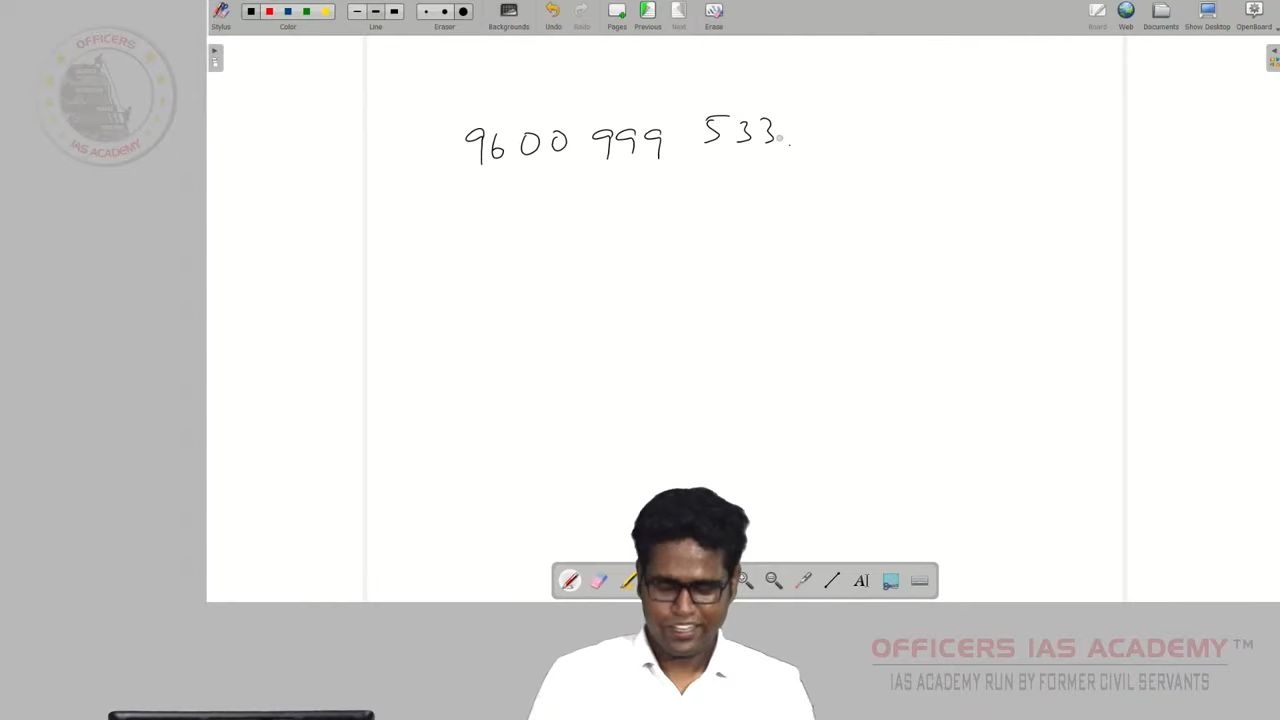 Stylus
Color
Line
Eraser
Backgrounds
Undo
Redo
Pages
Previous
Next
Erase
Board
Web
Documents
Show Desktop
OpenBoard
OFFICERS
IAS ACADEMY
9600 999 533
AI
OFFICERS IAS ACADEMY™
IAS ACADEMY RUN BY FORMER CIVIL SERVANTS